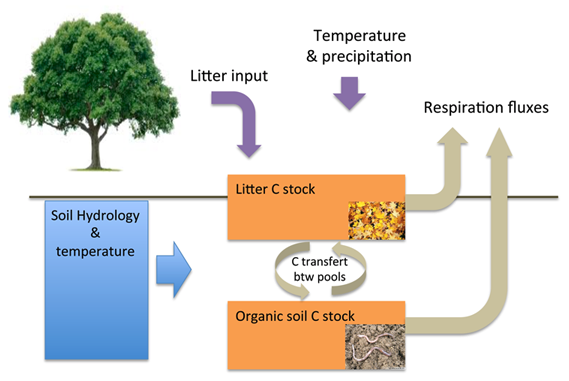 Temperature
& precipitation
Litter input
Respiration fluxes
Litter C stock
Soil Hydrology
&
temperature
C transfert
btw pools
Organic soil C stock